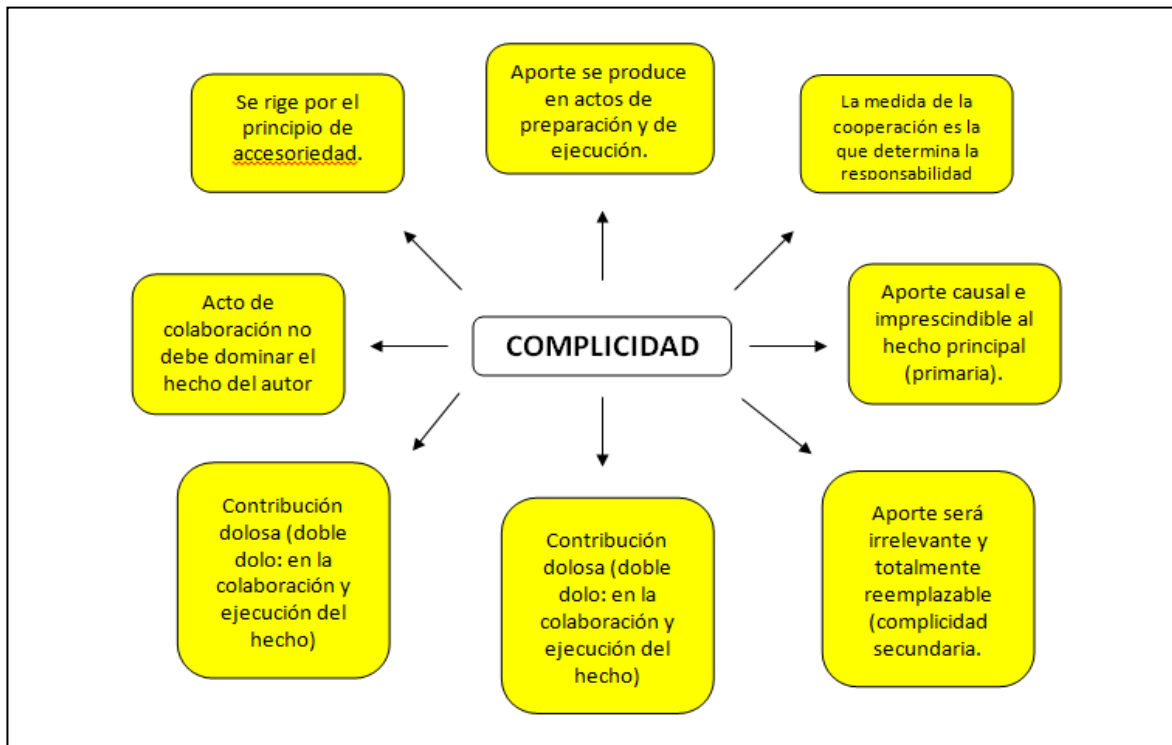 Se rige por el
principio de
accesoriedad.
Aporte se produce
en actos de
preparación y de
ejecución.
La medida de la
cooperación es la
que determina la
responsabilidad
Acto de
colaboración no
debe dominar el
hecho del autor
COMPLICIDAD
Aporte causal e
imprescindible al
hecho principal
(primaria).
Contribución
dolosa (doble
dolo: en la
colaboración y
ejecución del
hecho)
Contribución
dolosa (doble
dolo: en la
colaboración y
ejecución del
hecho)
Aporte será
irrelevante y
totalmente
reemplazable
(complicidad
secundaria.